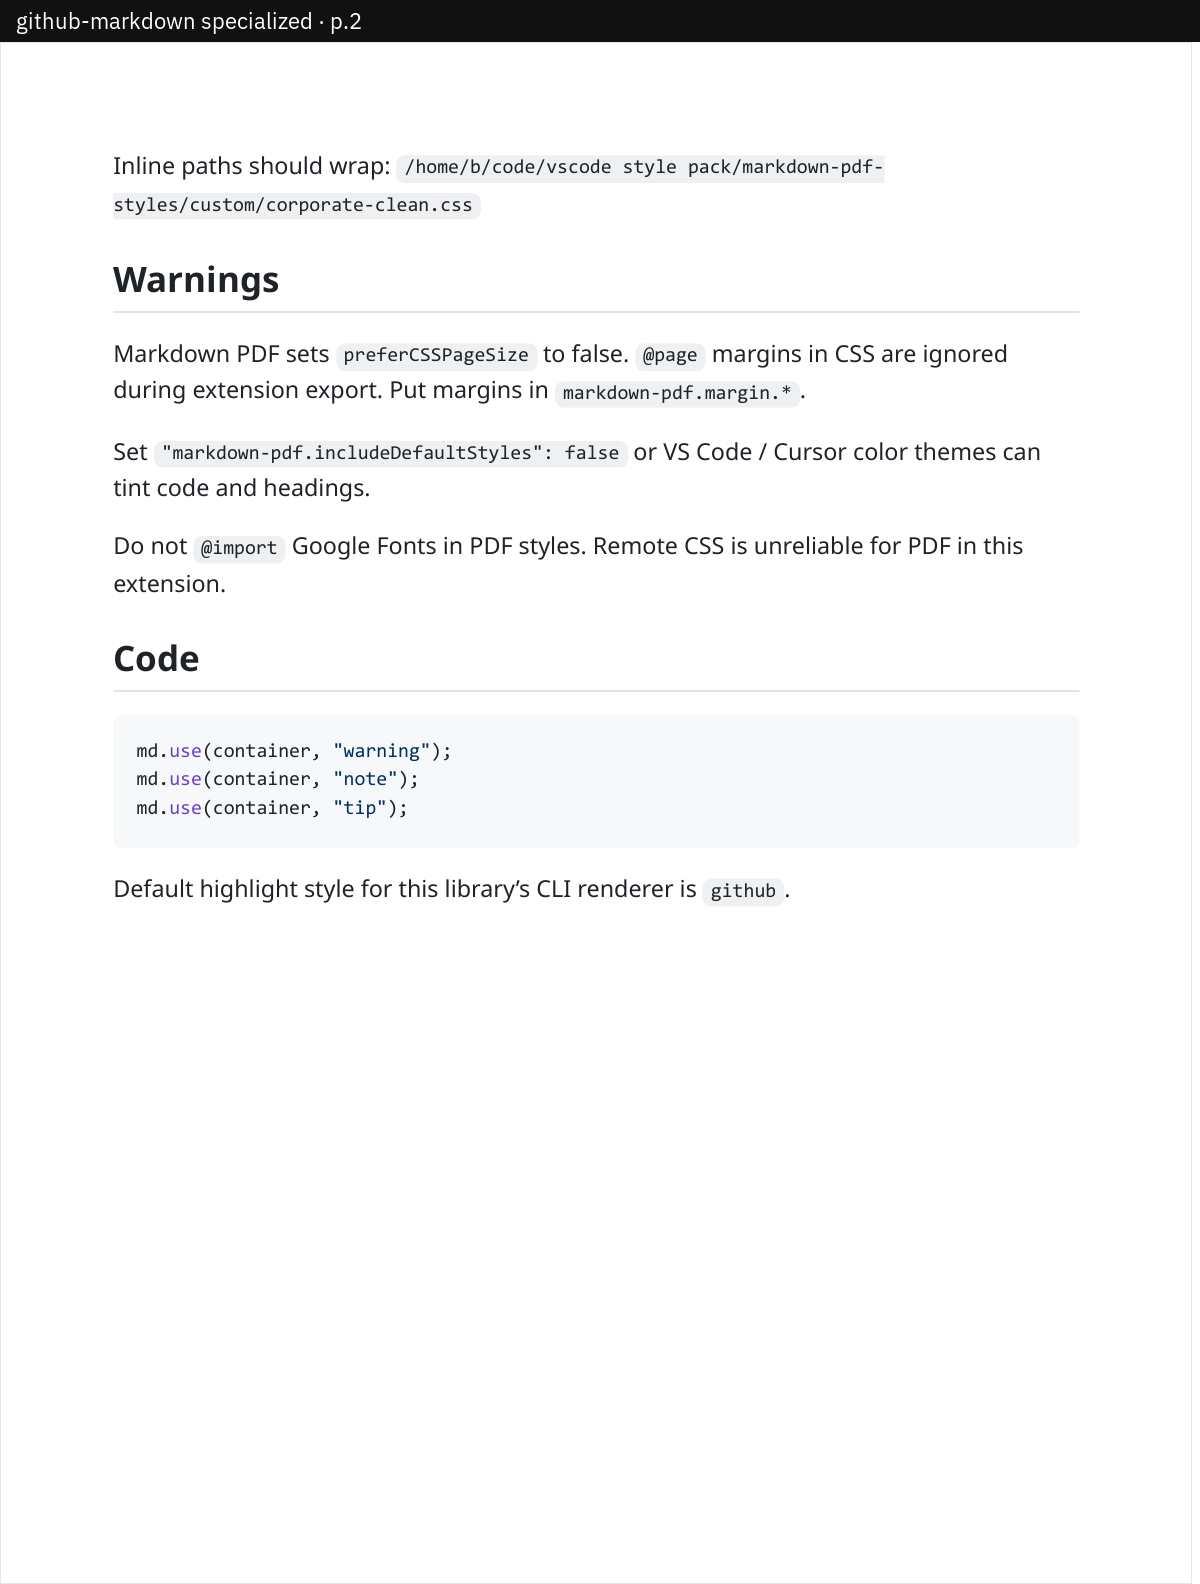 github-markdown specialized · p.2
Inline paths should wrap: /home/b/code/vscode style pack/markdown-pdf-
styles/custom/corporate-clean.css
Warnings
Markdown PDF sets preferCSSPageSize to false. @page margins in CSS are ignored
during extension export. Put margins in markdown-pdf.margin.*.
Set "markdown-pdf.includeDefaultStyles": false or VS Code / Cursor color themes can
tint code and headings.
Do not @import Google Fonts in PDF styles. Remote CSS is unreliable for PDF in this
extension.
Code
md.use(container, "warning");
md.use(container, "note");
md.use(container, "tip");
Default highlight style for this library’s CLI renderer is github.